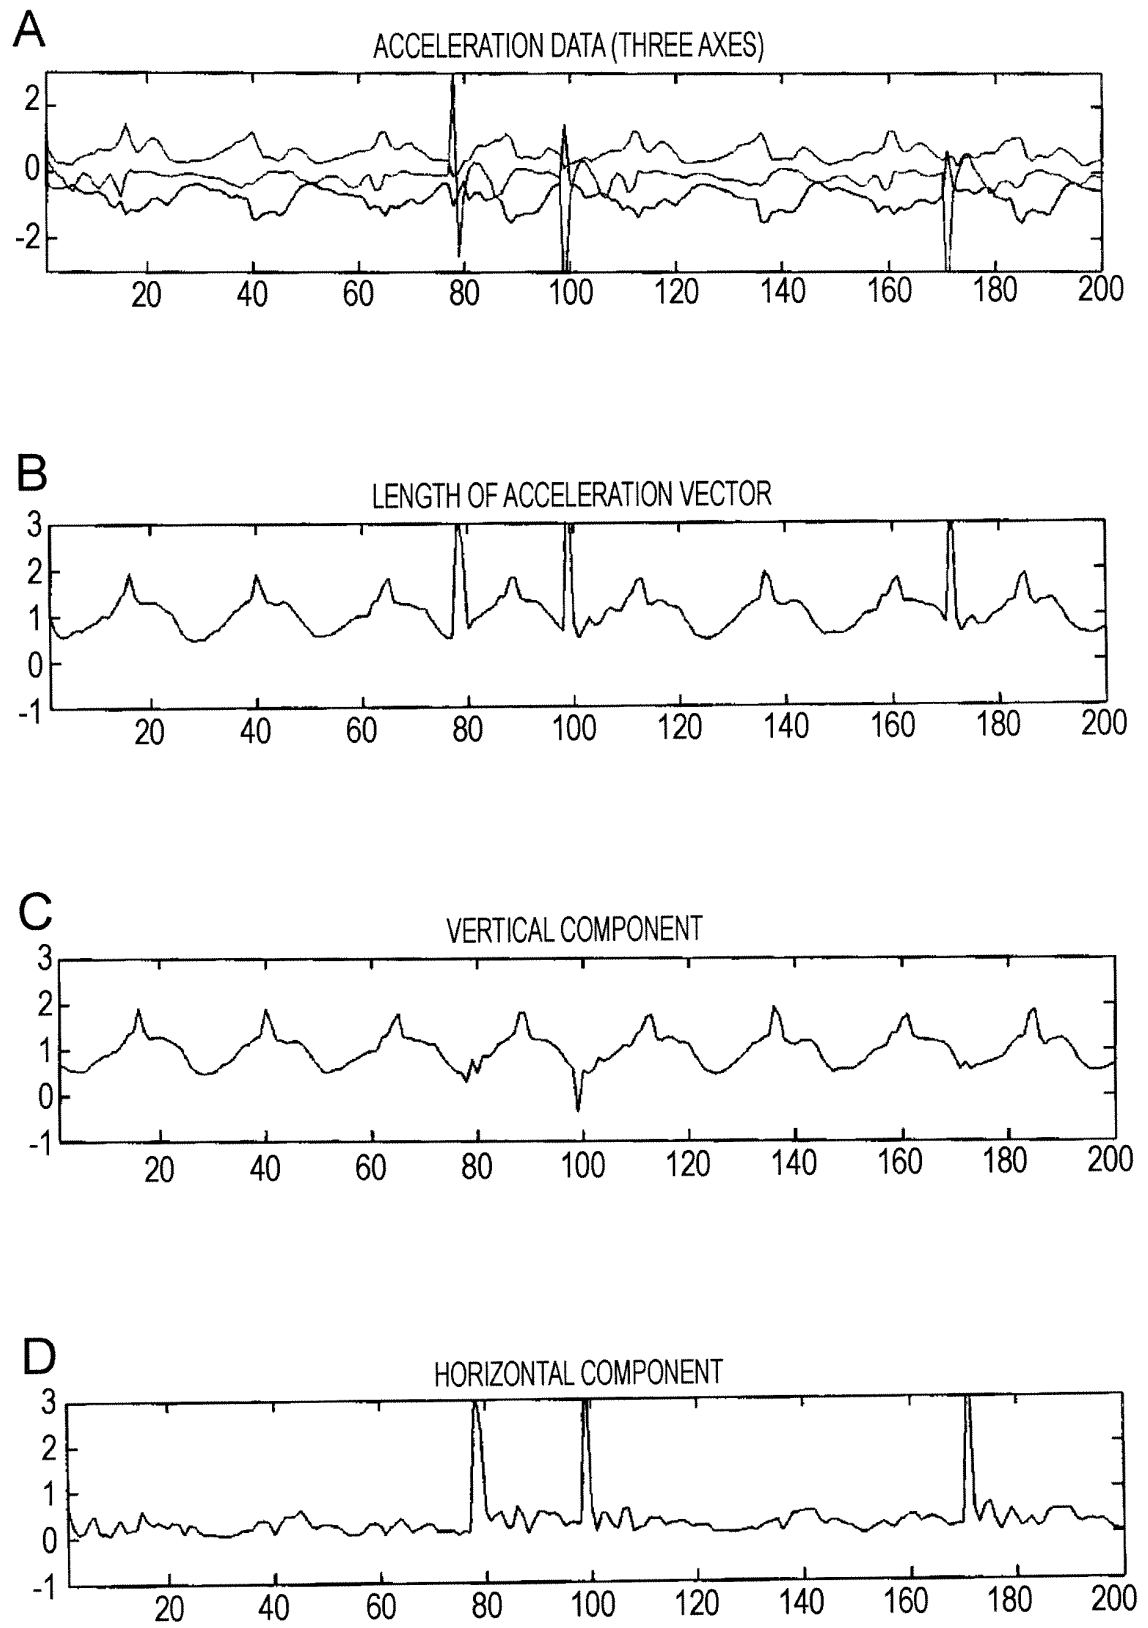 A
ACCELERATION DATA (THREE AXES)
2
0
-2
20 40 60 80 100 120 140 160 180 200
B
LENGTH OF ACCELERATION VECTOR
3
2
1
0
-1
20 40 60 80 100 120 140 160 180 200
C
VERTICAL COMPONENT
3
2
1
0
-1
20 40 60 80 100 120 140 160 180 200
D
HORIZONTAL COMPONENT
3
2
1
0
-1
20 40 60 80 100 120 140 160 180 200